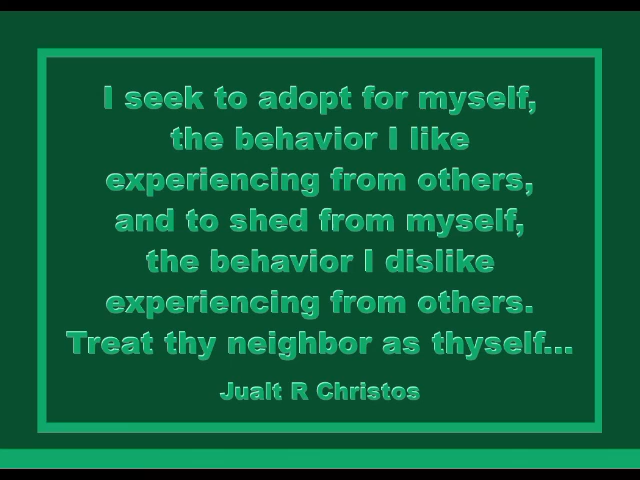 I seek to adopt for myself,
the behavior I like
experiencing from others,
and to shed from myself,
the behavior I dislike
experiencing from others.
Treat thy neighbor as thyself...
Jualt R Christos